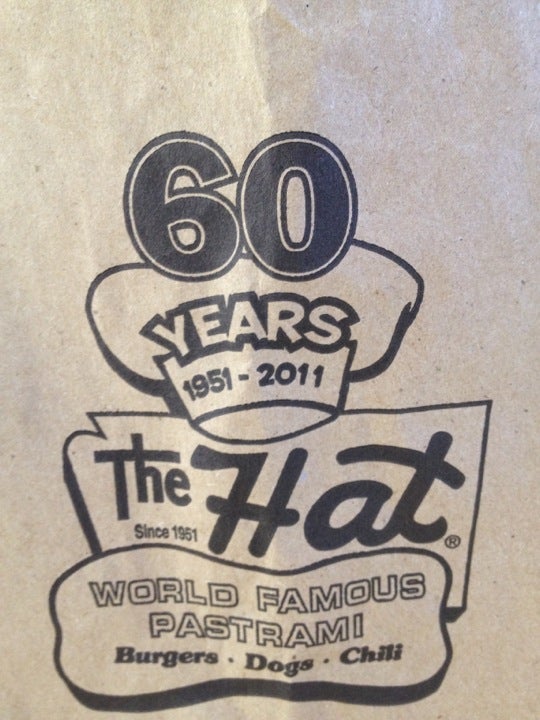 60
YEARS
1951 - 2011
The Hat®
Since 1951
WORLD FAMOUS
PASTRAMI
Burgers · Dogs · Chili